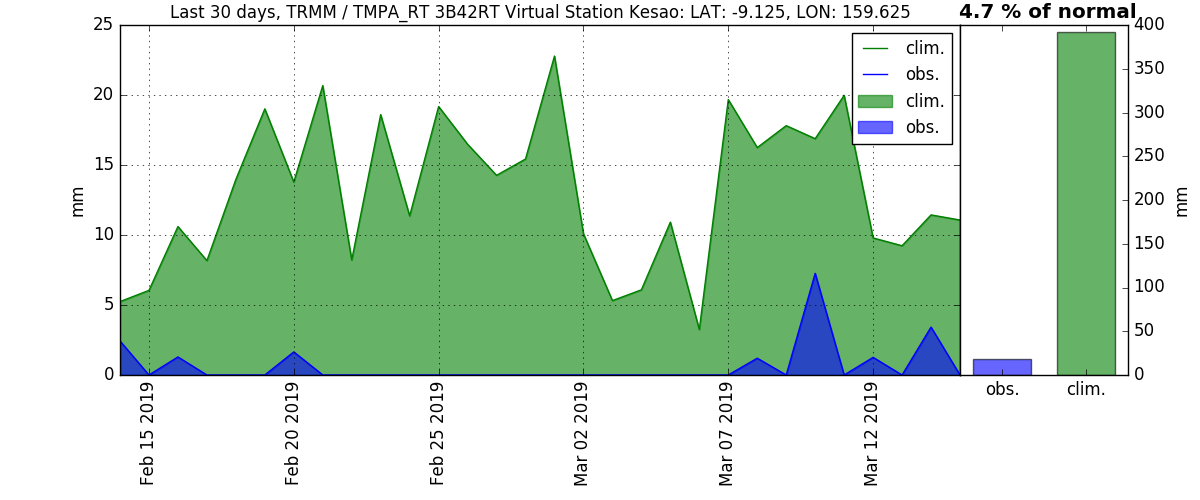 Last 30 days, TRMM / TMPA_RT 3B42RT Virtual Station Kesao: LAT: -9.125, LON: 159.625
4.7 % of normal
mm
25
20
15
10
5
0
clim.
obs.
clim.
obs.
Feb 15 2019
Feb 20 2019
Feb 25 2019
Mar 02 2019
Mar 07 2019
Mar 12 2019
400
350
300
250
200
150
100
50
0
mm
obs.
clim.